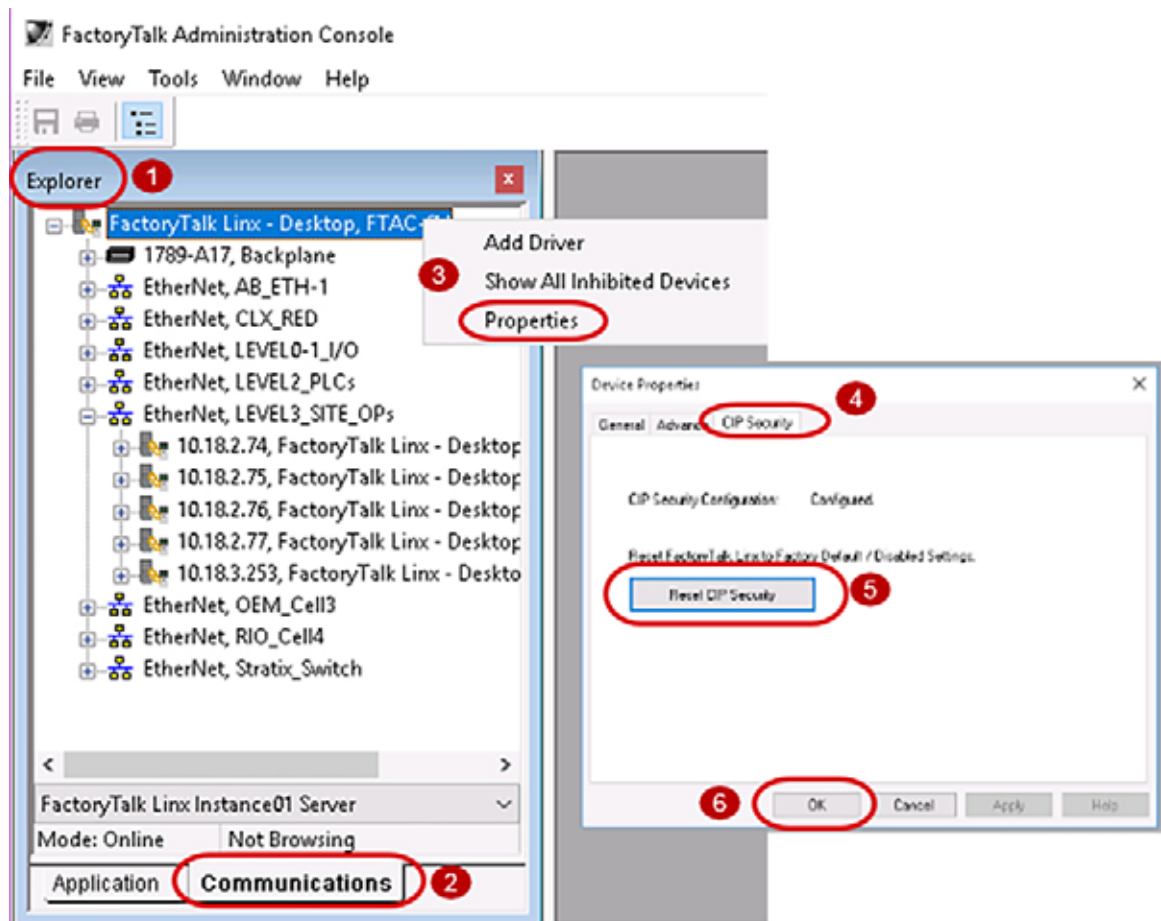 FactoryTalk Administration Console
File View Tools Window Help
Explorer 1 x
FactoryTalk Linx - Desktop, FTAC-
1789-A17, Backplane
EtherNet, AB_ETH-1
EtherNet, CLX_RED
EtherNet, LEVEL0-1_I/O
EtherNet, LEVEL2_PLCs
EtherNet, LEVEL3_SITE_OPs
10.18.2.74, FactoryTalk Linx - Desktop
10.18.2.75, FactoryTalk Linx - Desktop
10.18.2.76, FactoryTalk Linx - Desktop
10.18.2.77, FactoryTalk Linx - Desktop
10.18.3.253, FactoryTalk Linx - Deskto
EtherNet, OEM_Cell3
EtherNet, RIO_Cell4
EtherNet, Stratix_Switch
FactoryTalk Linx Instance01 Server
Mode: Online Not Browsing
Application Communications 2
Add Driver
3 Show All Inhibited Devices
Properties
Device Properties
4
General Advance CIP Security
CIP Security Configuration: Configured.
Reset FactoryTalk Linx to Factory Default / Disabled Settings.
Reset CIP Security 5
6 OK Cancel Apply Help